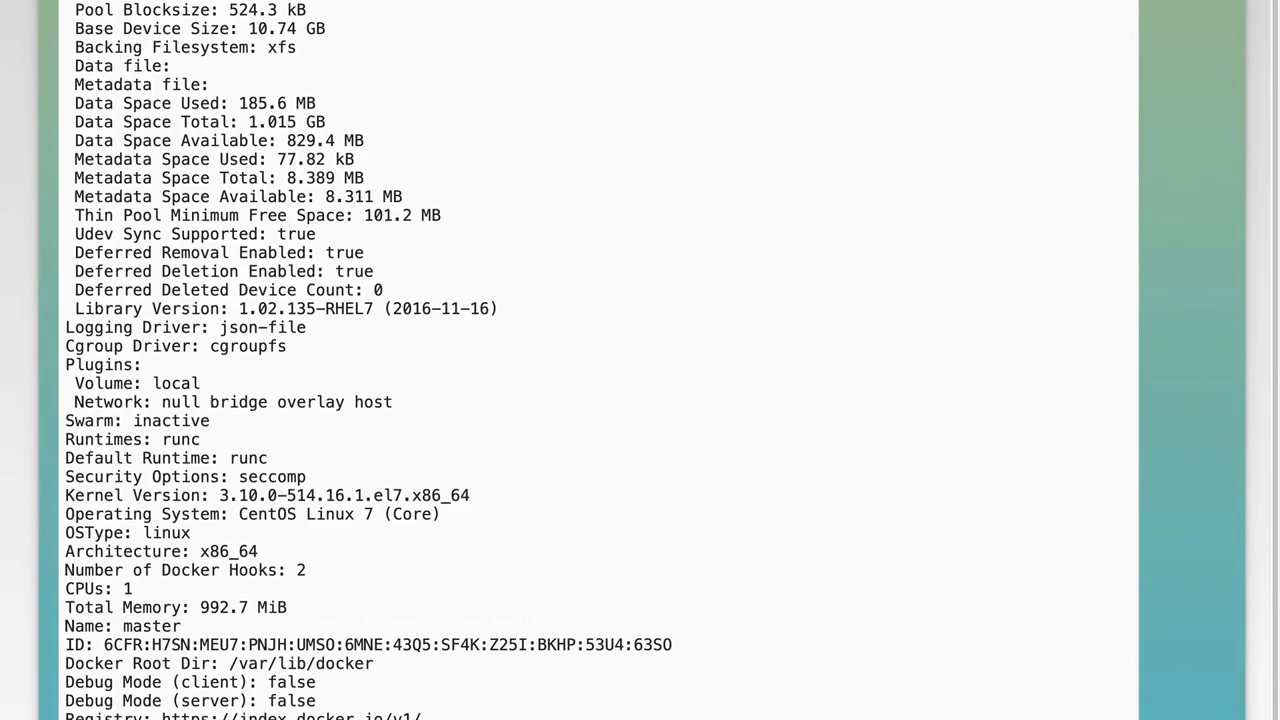 Pool Blocksize: 524.3 kB
Base Device Size: 10.74 GB
Backing Filesystem: xfs
Data file:
Metadata file:
Data Space Used: 185.6 MB
Data Space Total: 1.015 GB
Data Space Available: 829.4 MB
Metadata Space Used: 77.82 kB
Metadata Space Total: 8.389 MB
Metadata Space Available: 8.311 MB
Thin Pool Minimum Free Space: 101.2 MB
Udev Sync Supported: true
Deferred Removal Enabled: true
Deferred Deletion Enabled: true
Deferred Deleted Device Count: 0
Library Version: 1.02.135-RHEL7 (2016-11-16)
Logging Driver: json-file
Cgroup Driver: cgroupfs
Plugins:
Volume: local
Network: null bridge overlay host
Swarm: inactive
Runtimes: runc
Default Runtime: runc
Security Options: seccomp
Kernel Version: 3.10.0-514.16.1.el7.x86_64
Operating System: CentOS Linux 7 (Core)
OSType: linux
Architecture: x86_64
Number of Docker Hooks: 2
CPUs: 1
Total Memory: 992.7 MiB
Name: master
ID: 6CFR:H7SN:MEU7:PNJH:UMSO:6MNE:43Q5:SF4K:Z25I:BKHP:53U4:63SO
Docker Root Dir: /var/lib/docker
Debug Mode (client): false
Debug Mode (server): false
Registry: https://index.docker.io/v1/